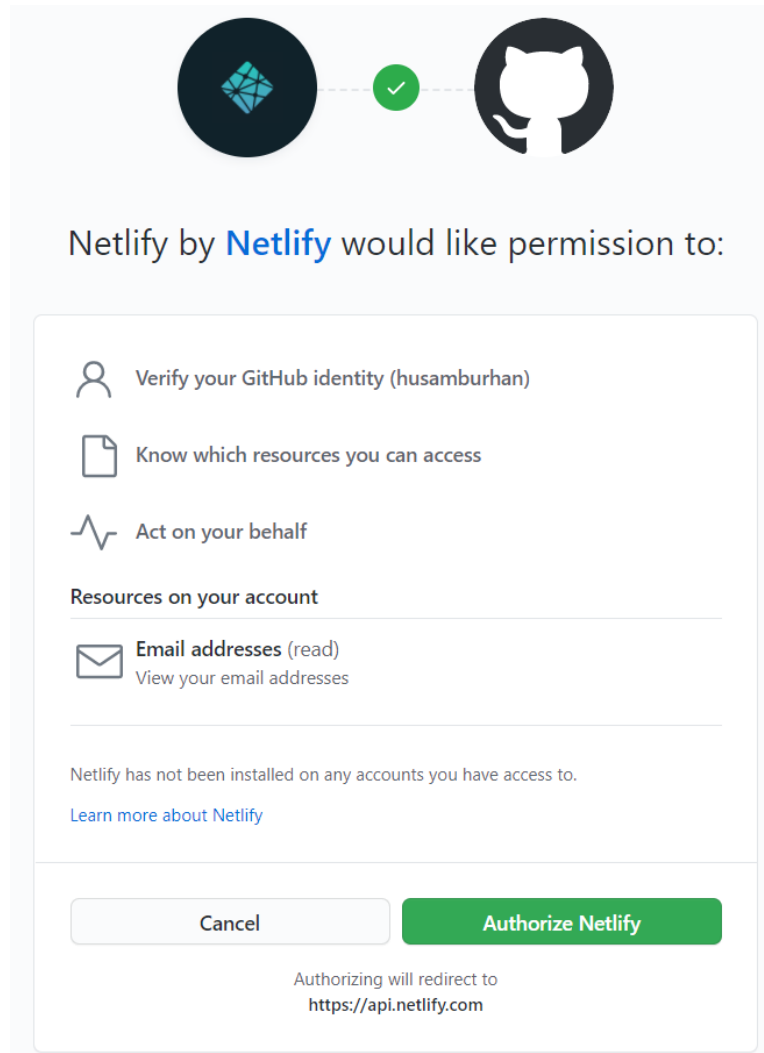 Netlify by Netlify would like permission to:
Verify your GitHub identity (husamburhan)
Know which resources you can access
Act on your behalf
Resources on your account
Email addresses (read)
View your email addresses
Netlify has not been installed on any accounts you have access to.
Learn more about Netlify
Cancel
Authorize Netlify
Authorizing will redirect to
https://api.netlify.com